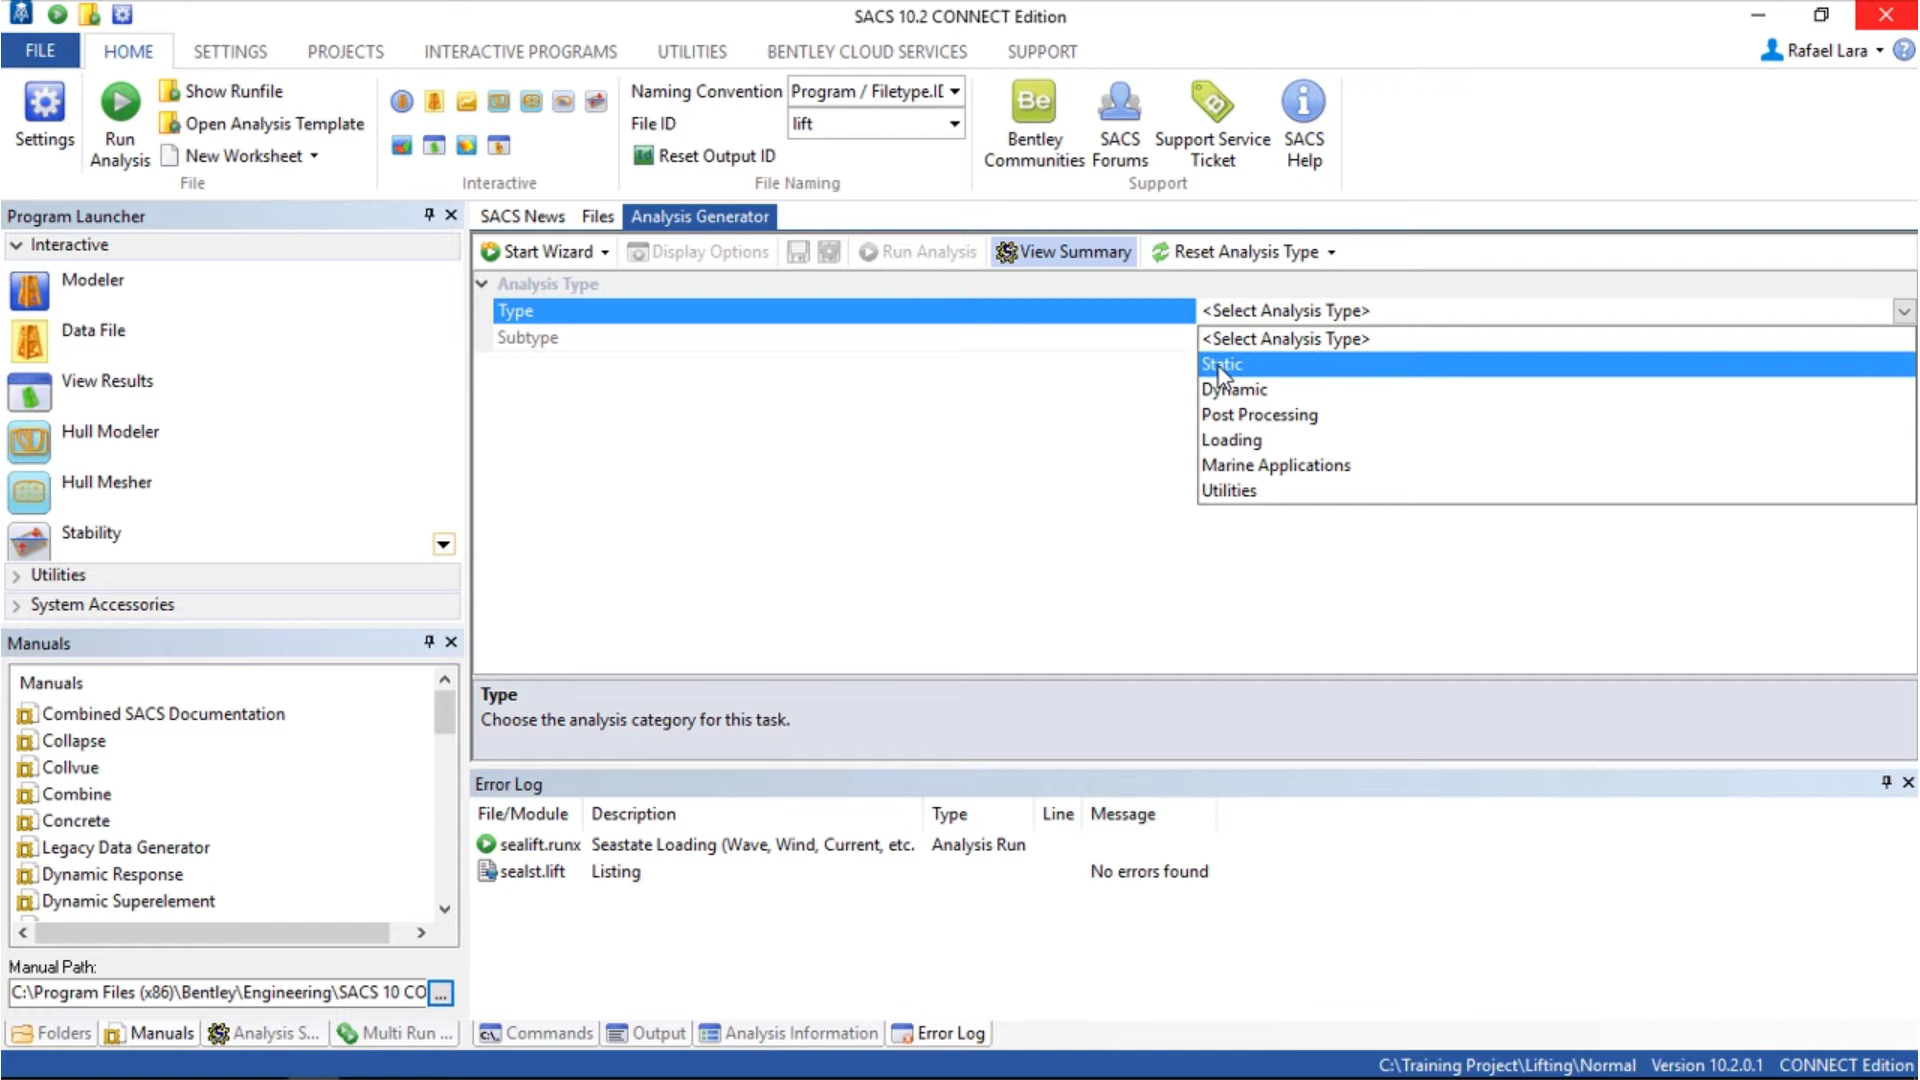 SACS 10.2 CONNECT Edition
FILE HOME SETTINGS PROJECTS INTERACTIVE PROGRAMS UTILITIES BENTLEY CLOUD SERVICES SUPPORT
Rafael Lara
Settings
Run Analysis
Show Runfile
Open Analysis Template
New Worksheet
File
Interactive
Naming Convention Program / Filetype.ID
File ID lift
Reset Output ID
File Naming
Be
Bentley Communities
SACS Forums
Support Service Ticket
SACS Help
Support
Program Launcher
Interactive
Modeler
Data File
View Results
Hull Modeler
Hull Mesher
Stability
Utilities
System Accessories
Manuals
Manuals
Combined SACS Documentation
Collapse
Collvue
Combine
Concrete
Legacy Data Generator
Dynamic Response
Dynamic Superelement
Manual Path:
C:\Program Files (x86)\Bentley\Engineering\SACS 10 CO ...
Folders Manuals Analysis S... Multi Run ...
SACS News Files Analysis Generator
Start Wizard Display Options Run Analysis View Summary Reset Analysis Type
Analysis Type
Type <Select Analysis Type>
Subtype
<Select Analysis Type>
Static
Dynamic
Post Processing
Loading
Marine Applications
Utilities
Type
Choose the analysis category for this task.
Error Log
File/Module Description Type Line Message
sealift.runx Seastate Loading (Wave, Wind, Current, etc. Analysis Run
sealst.lift Listing No errors found
Commands Output Analysis Information Error Log
C:\Training Project\Lifting\Normal Version 10.2.0.1 CONNECT Edition